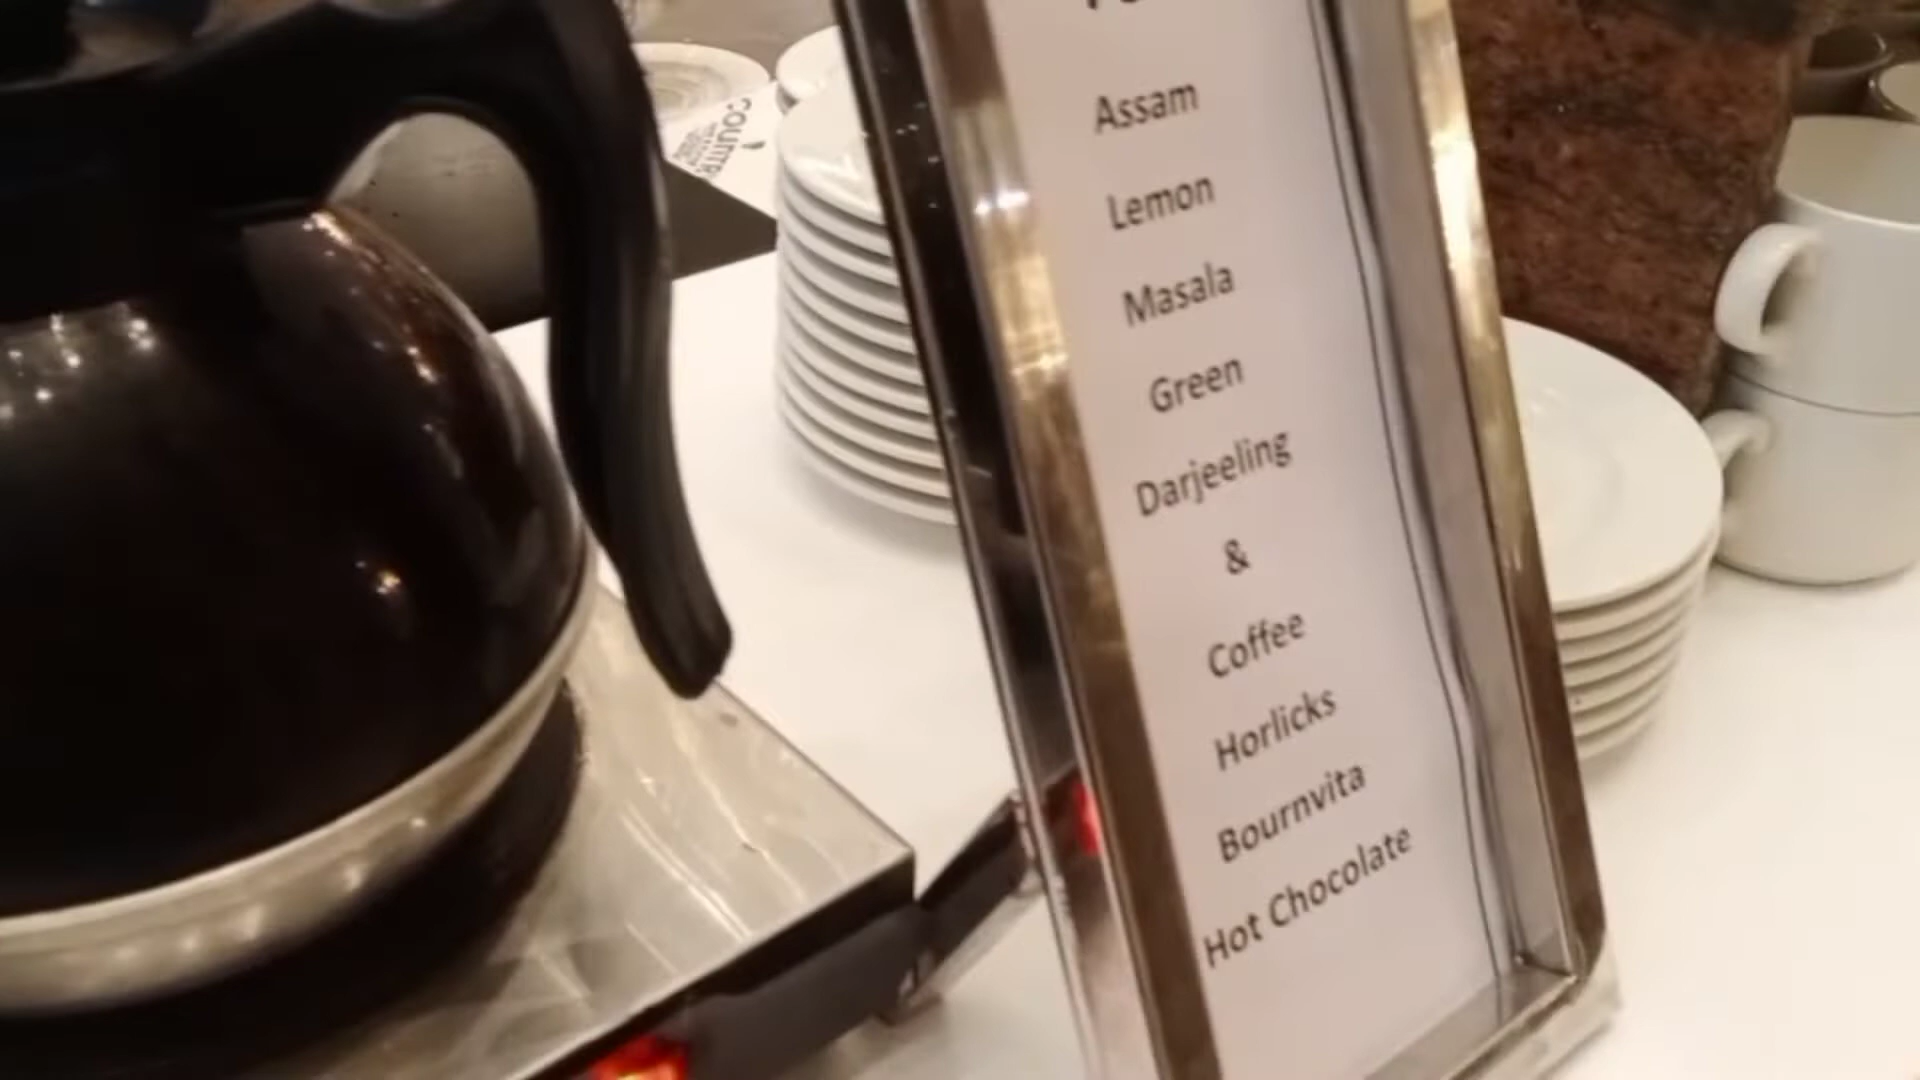 Assam
Lemon
Masala
Green
Darjeeling
&
Coffee
Horlicks
Bournvita
Hot Chocolate